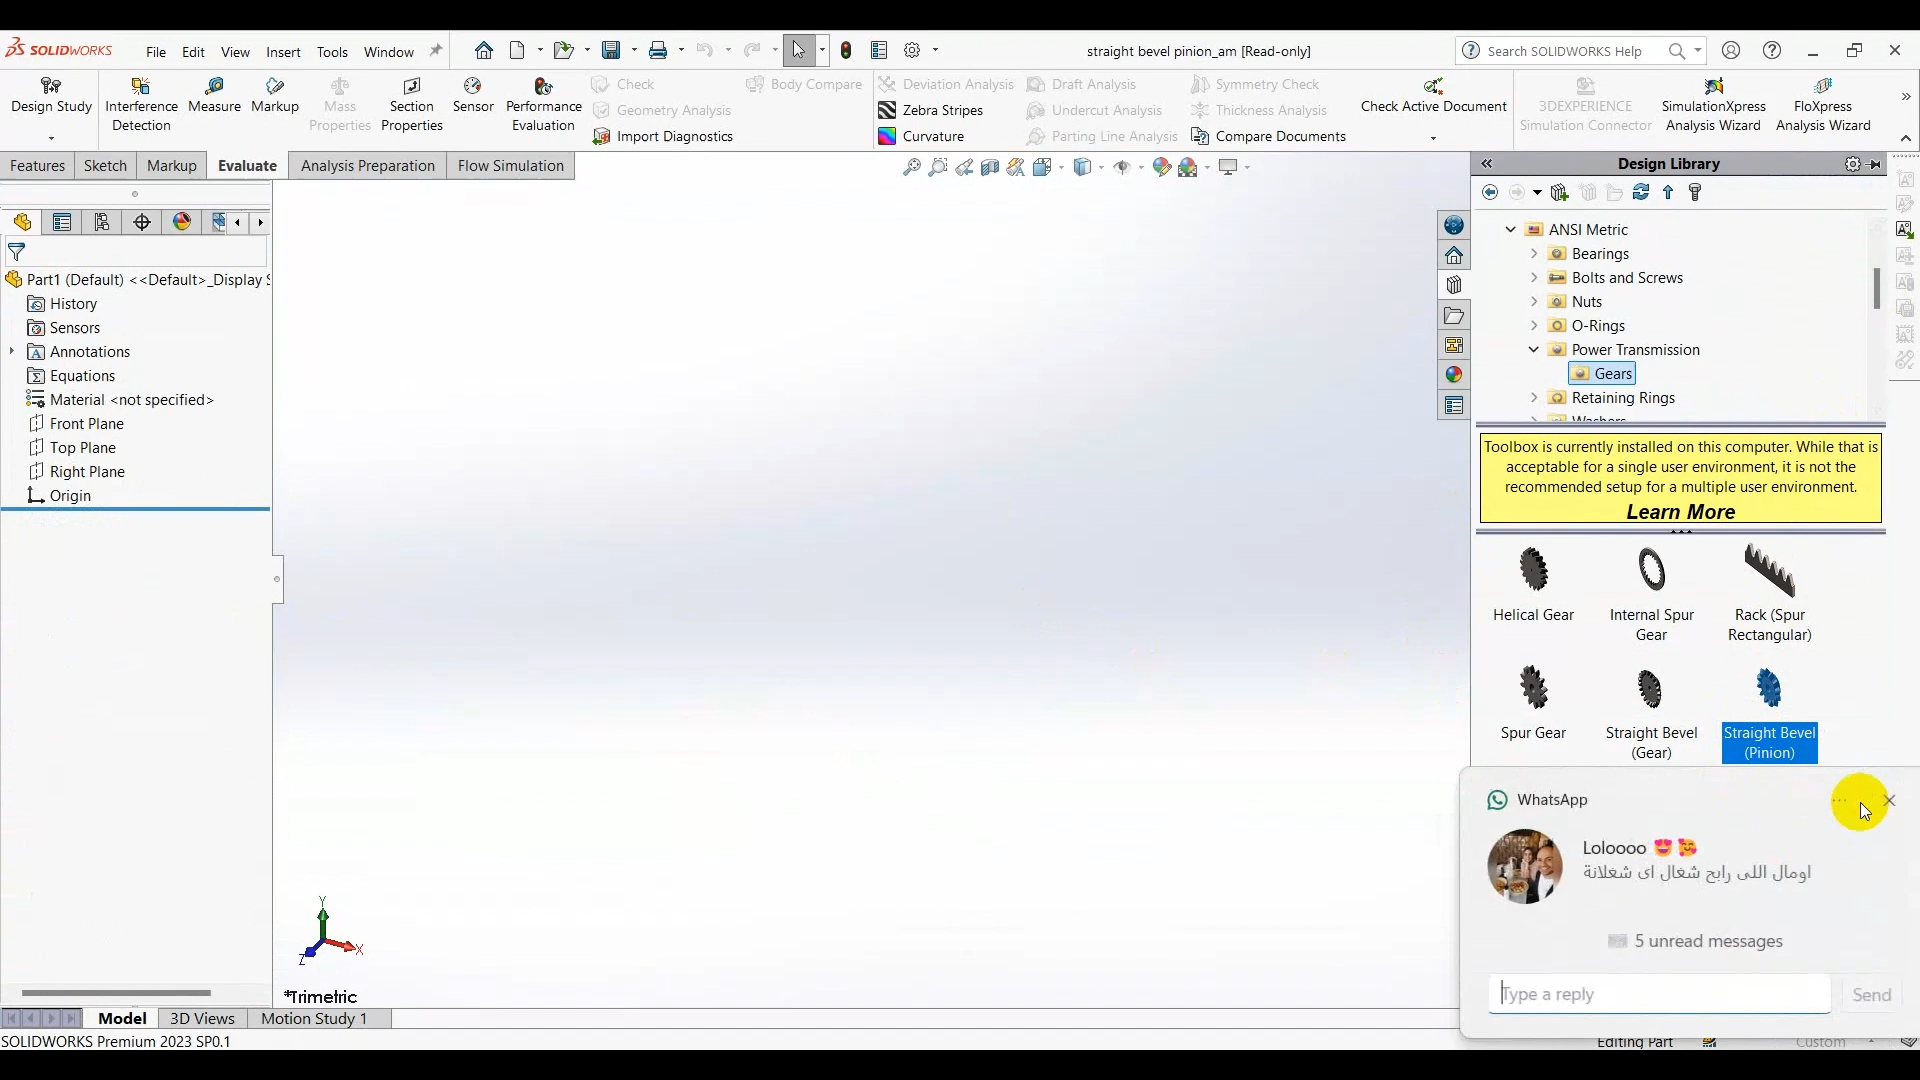 SOLIDWORKS
File Edit View Insert Tools Window
straight bevel pinion_am [Read-only]
Search SOLIDWORKS Help
Design Study
Interference Detection
Measure
Markup
Mass Properties
Section Properties
Sensor
Performance Evaluation
Check
Geometry Analysis
Import Diagnostics
Body Compare
Deviation Analysis
Zebra Stripes
Curvature
Draft Analysis
Undercut Analysis
Parting Line Analysis
Symmetry Check
Thickness Analysis
Compare Documents
Check Active Document
3DEXPERIENCE Simulation Connector
SimulationXpress Analysis Wizard
FloXpress Analysis Wizard
Features Sketch Markup Evaluate Analysis Preparation Flow Simulation
Part1 (Default) <<Default>_Display S
History
Sensors
Annotations
Equations
Material <not specified>
Front Plane
Top Plane
Right Plane
Origin
Y
X
Z
*Trimetric
Design Library
ANSI Metric
Bearings
Bolts and Screws
Nuts
O-Rings
Power Transmission
Gears
Retaining Rings
Washers
Toolbox is currently installed on this computer. While that is
acceptable for a single user environment, it is not the
recommended setup for a multiple user environment.
Learn More
Helical Gear
Internal Spur Gear
Rack (Spur Rectangular)
Spur Gear
Straight Bevel (Gear)
Straight Bevel (Pinion)
WhatsApp
Loloooo 😍 🥰
اومال اللى رايح شغال اى شغلانة
5 unread messages
Type a reply
Send
Model 3D Views Motion Study 1
SOLIDWORKS Premium 2023 SP0.1
Editing Part
Custom